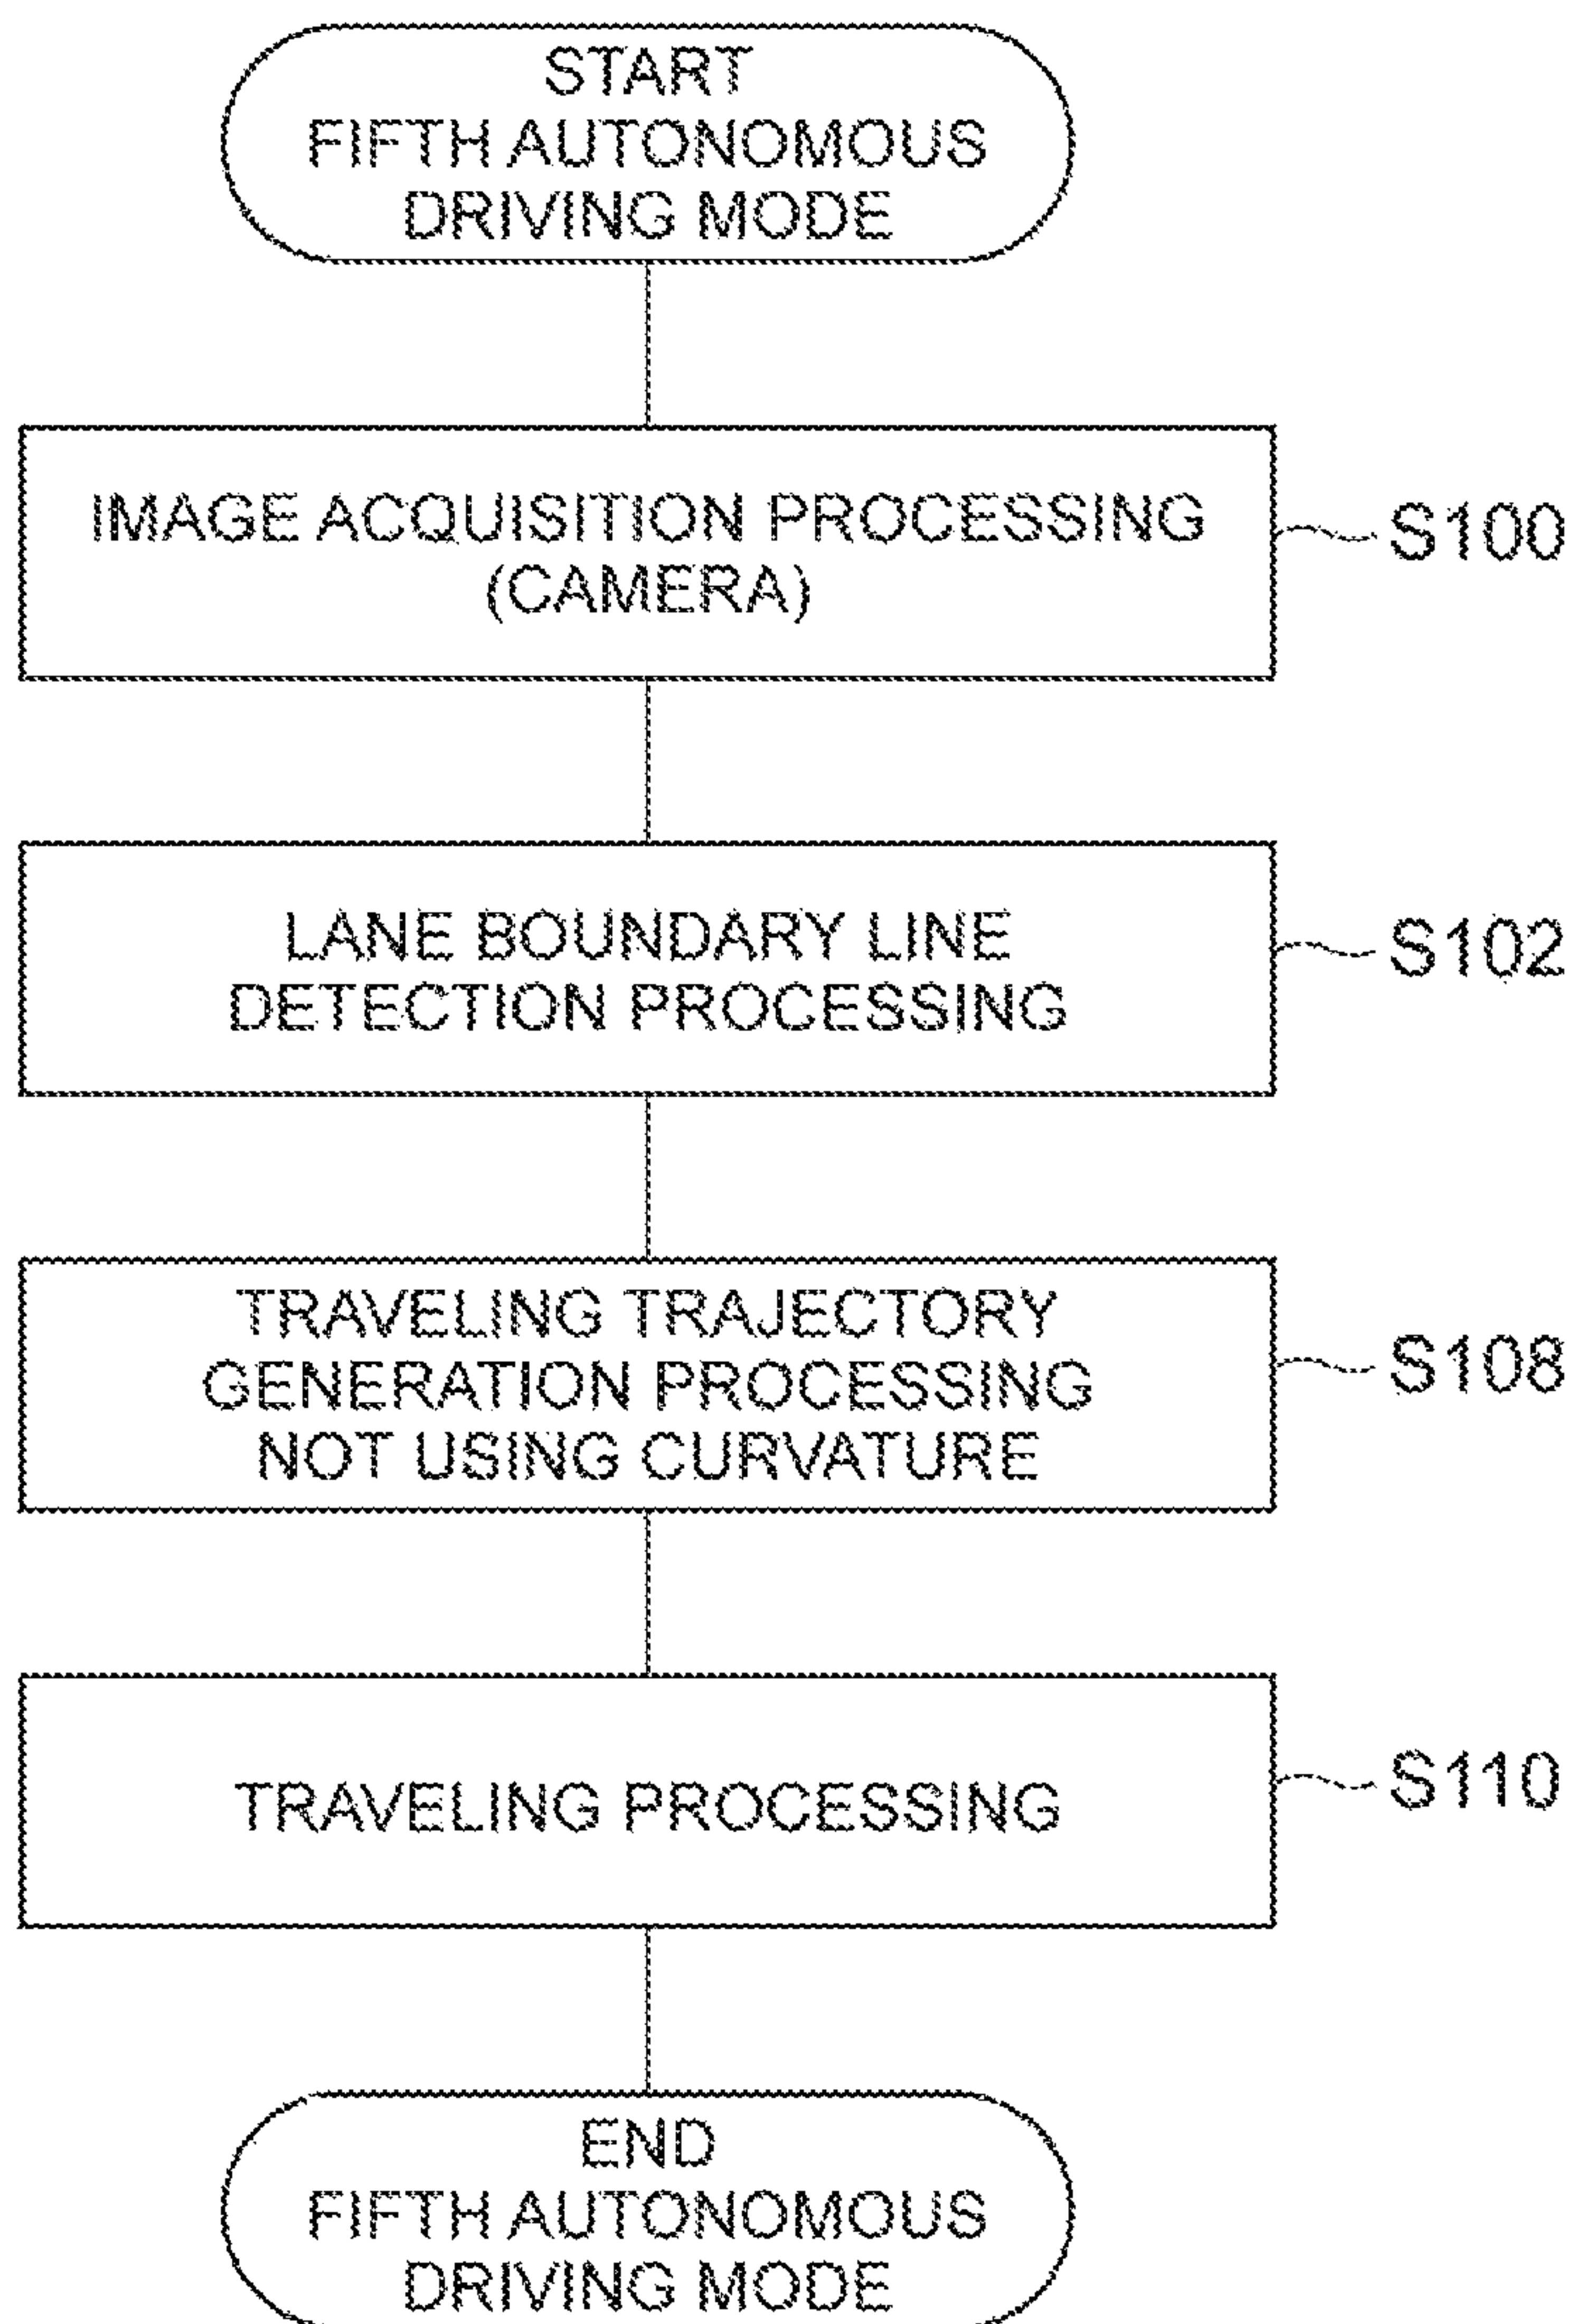 START
FIFTH AUTONOMOUS
DRIVING MODE
IMAGE ACQUISITION PROCESSING
(CAMERA)
S100
LANE BOUNDARY LINE
DETECTION PROCESSING
S102
TRAVELING TRAJECTORY
GENERATION PROCESSING
NOT USING CURVATURE
S108
TRAVELING PROCESSING
S110
END
FIFTH AUTONOMOUS
DRIVING MODE